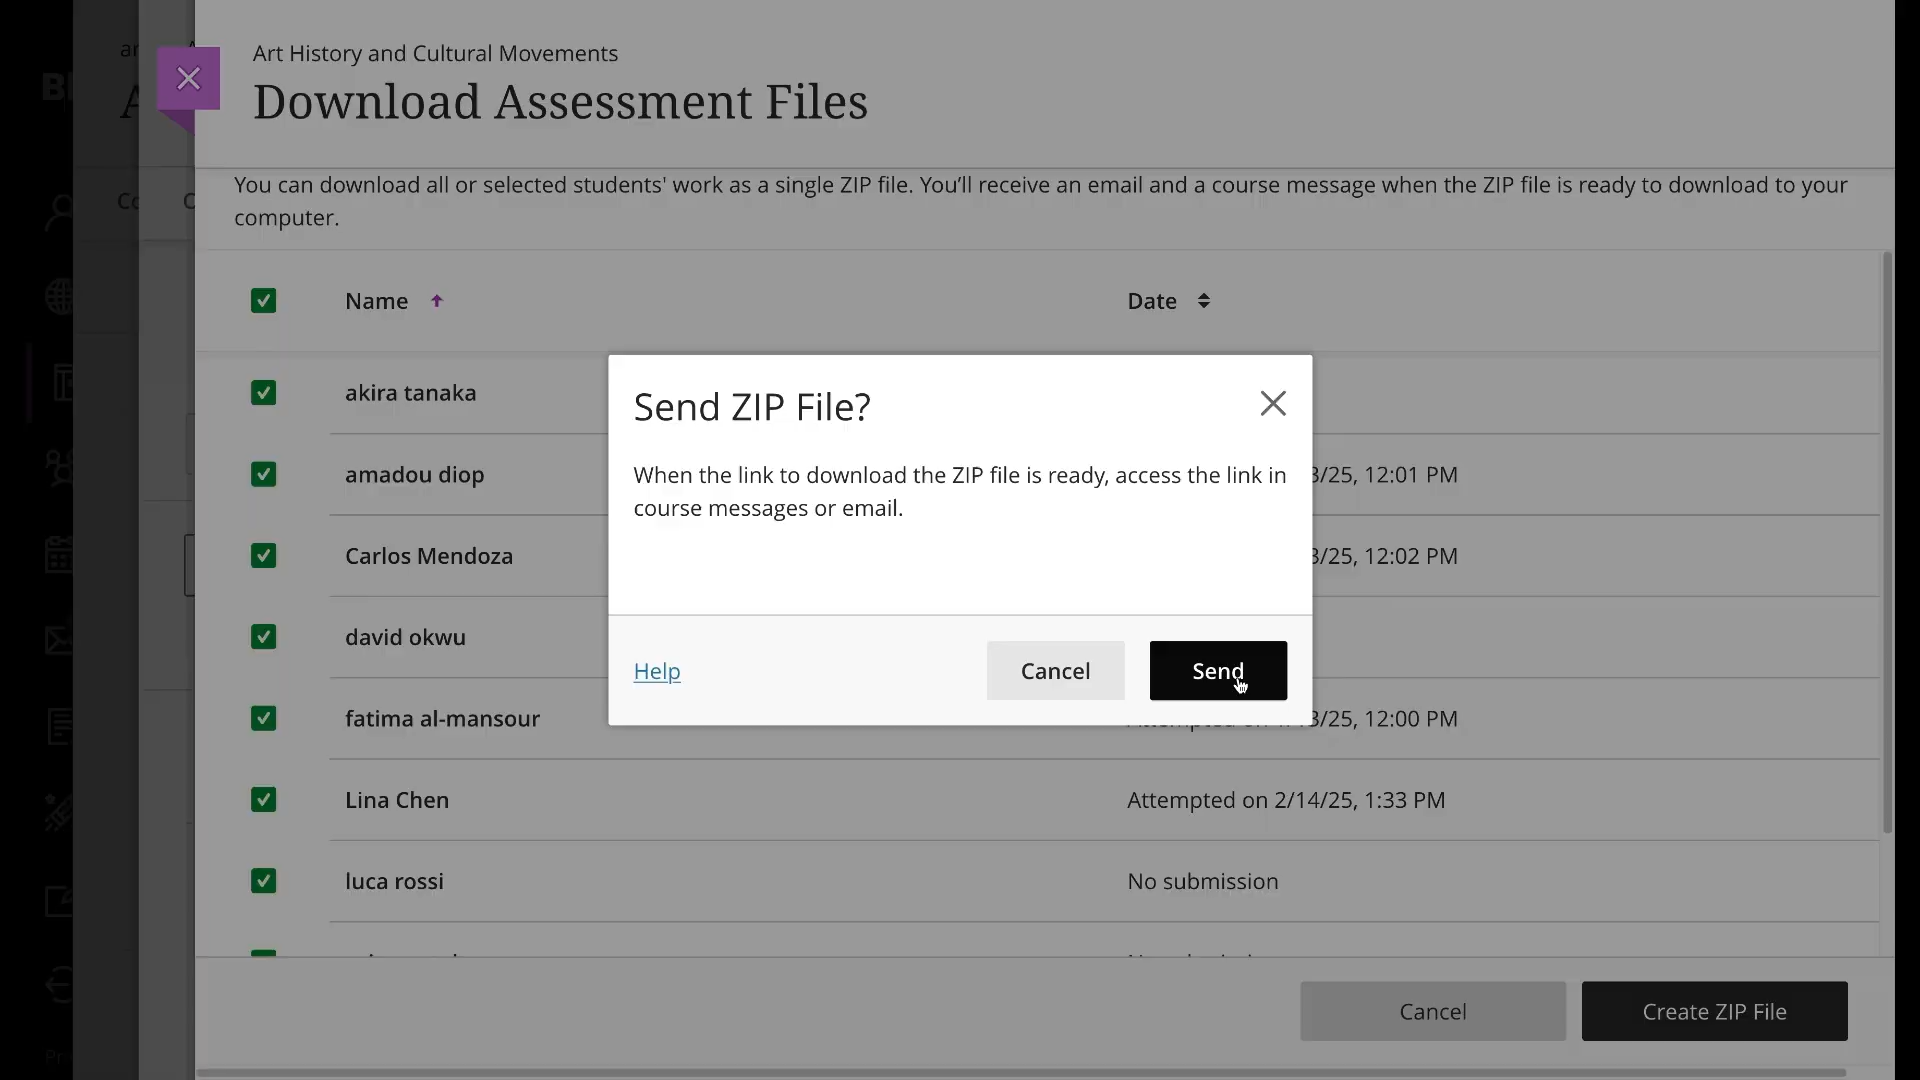 Art History and Cultural Movements
Download Assessment Files
You can download all or selected students' work as a single ZIP file. You’ll receive an email and a course message when the ZIP file is ready to download to your
computer.
Name
Date
akira tanaka
amadou diop
3/25, 12:01 PM
Carlos Mendoza
3/25, 12:02 PM
david okwu
fatima al-mansour
3/25, 12:00 PM
Lina Chen
Attempted on 2/14/25, 1:33 PM
luca rossi
No submission
Send ZIP File?
When the link to download the ZIP file is ready, access the link in
course messages or email.
Help
Cancel
Send
Cancel
Create ZIP File